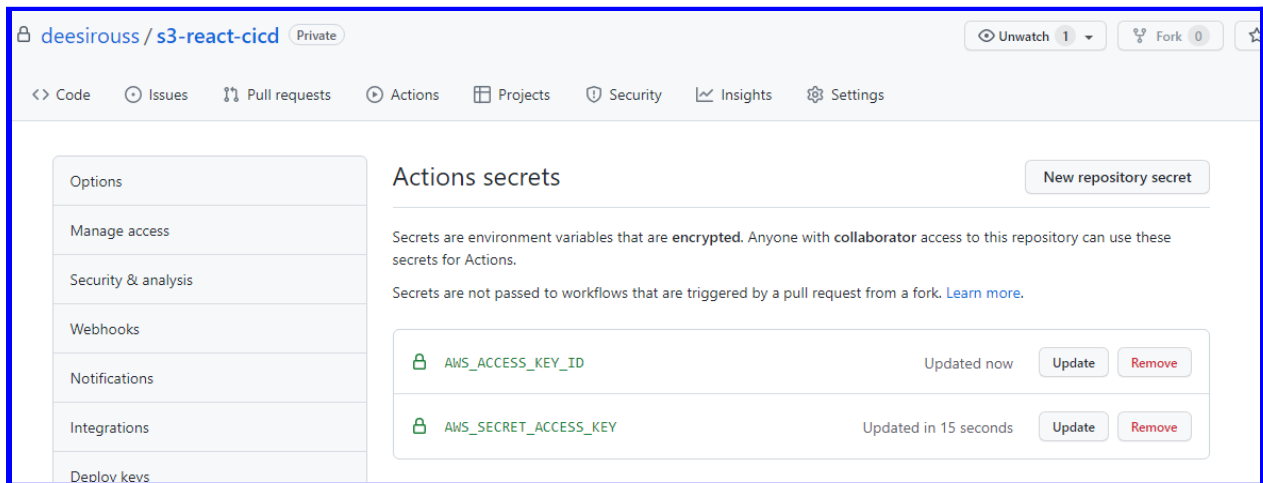 deesirouss / s3-react-cicd Private
Unwatch 1 Fork 0
Code Issues Pull requests Actions Projects Security Insights Settings
Options
Manage access
Security & analysis
Webhooks
Notifications
Integrations
Deploy keys
Actions secrets
New repository secret
Secrets are environment variables that are encrypted. Anyone with collaborator access to this repository can use these
secrets for Actions.
Secrets are not passed to workflows that are triggered by a pull request from a fork. Learn more.
AWS_ACCESS_KEY_ID Updated now Update Remove
AWS_SECRET_ACCESS_KEY Updated in 15 seconds Update Remove